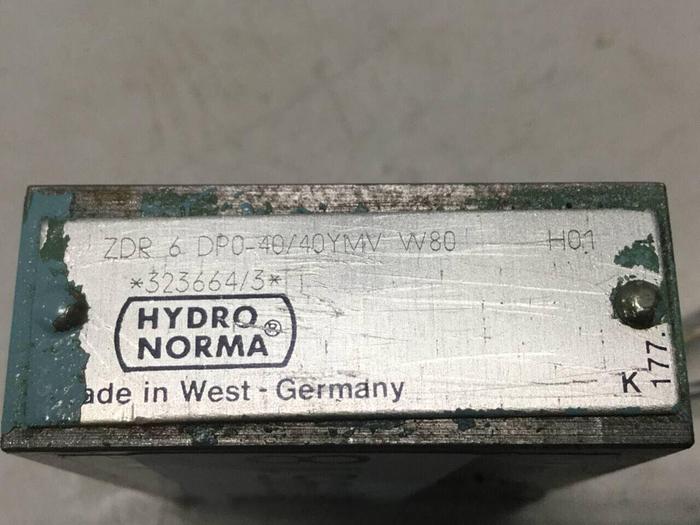 ZDR 6 DP0-40/40YMV W80 H01
*323664/3*
HYDRO
NORMA ®
ade in West-Germany
K 177.